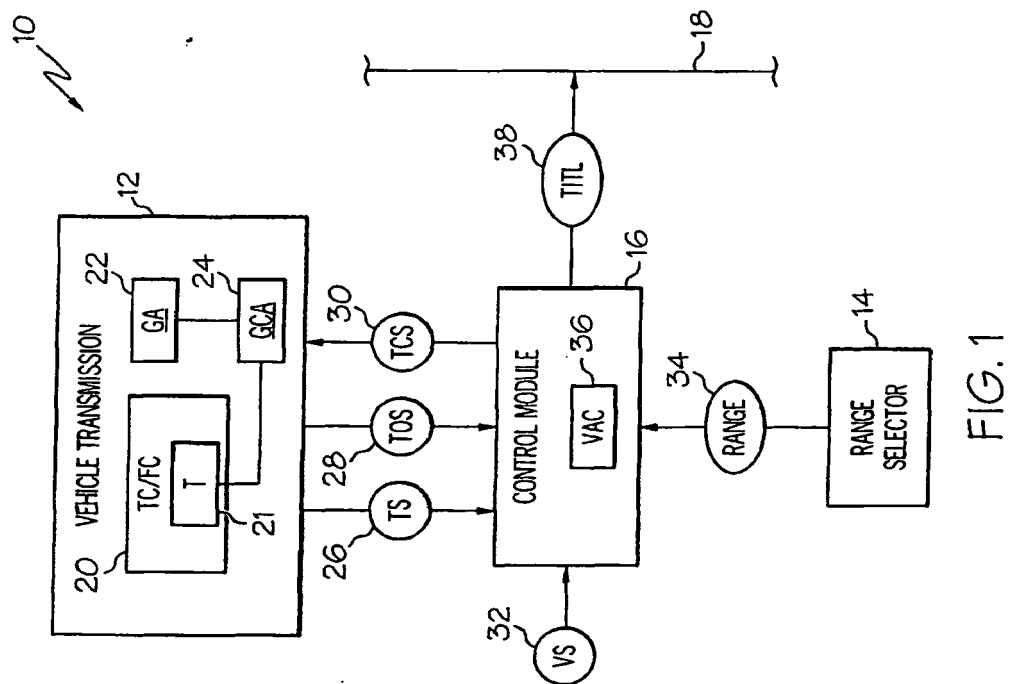 10
12
VEHICLE TRANSMISSION
20
TC/FC
T
21
22
GA
24
GCA
26
TS
28
TOS
30
TCS
32
VS
CONTROL MODULE
36
VAC
16
38
TITL
18
34
RANGE
14
RANGE
SELECTOR
FIG. 1